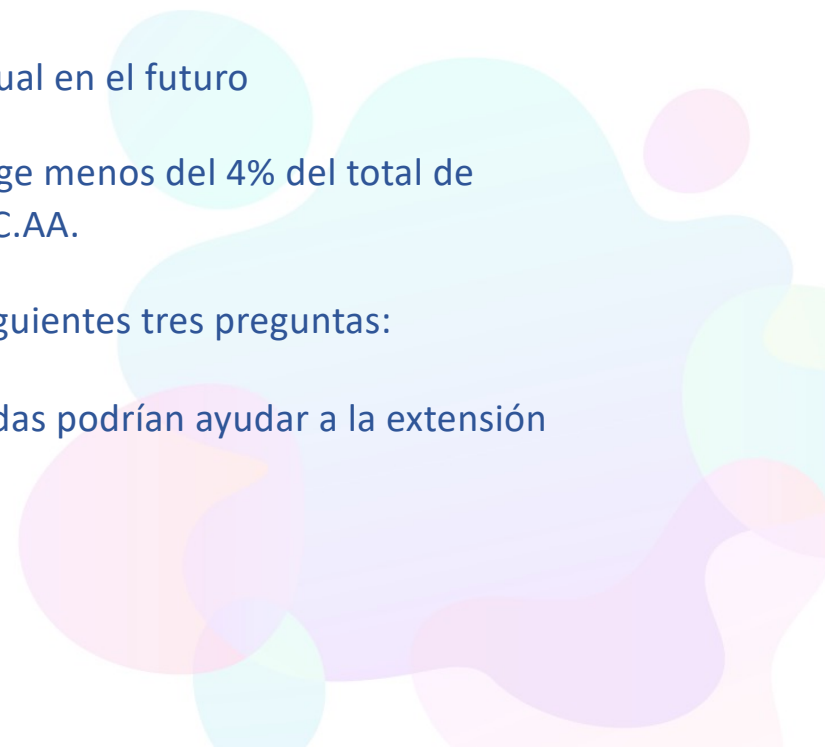 ual en el futuro
ge menos del 4% del total de
C.AA.
guientes tres preguntas:
das podrían ayudar a la extensión